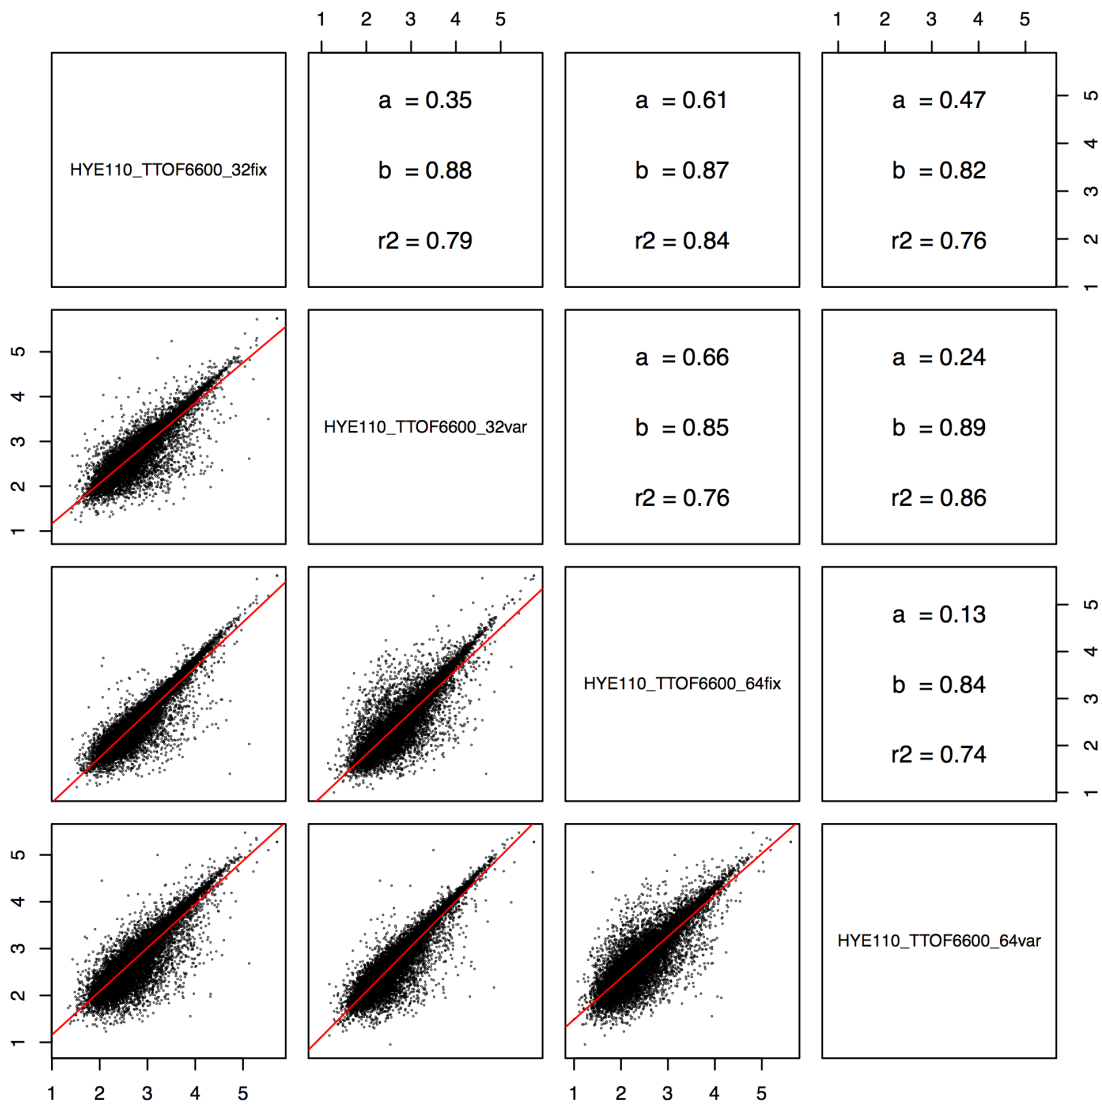 1 2 3 4 5
1 2 3 4 5
HYE110_TTOF6600_32fix
a = 0.35
b = 0.88
r2 = 0.79
a = 0.61
b = 0.87
r2 = 0.84
a = 0.47
b = 0.82
r2 = 0.76
5
4
3
2
1
5
4
3
2
1
HYE110_TTOF6600_32var
a = 0.66
b = 0.85
r2 = 0.76
a = 0.24
b = 0.89
r2 = 0.86
HYE110_TTOF6600_64fix
a = 0.13
b = 0.84
r2 = 0.74
5
4
3
2
1
5
4
3
2
1
HYE110_TTOF6600_64var
1 2 3 4 5
1 2 3 4 5